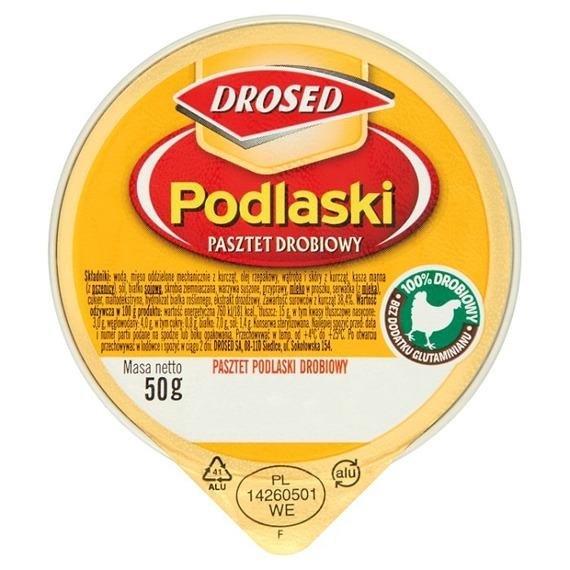 DROSED
Podlaski
PASZTET DROBIOWY
Składniki: woda, mięso oddzielone mechanicznie z kurcząt, olej rzepakowy, wątroba i skóry z kurcząt, kasza manna
(z pszenicy), sól, białko sojowe, skrobia ziemniaczana, warzywa suszone, przyprawy, mleko w proszku, serwatka (z mleka),
cukier, maltodekstryna, hydrolizat białka roślinnego, ekstrakt drożdżowy. Zawartość surowców z kurcząt 38,4%. Wartość
odżywcza w 100 g produktu: wartość energetyczna 760 kJ/181 kcal, tłuszcz: 15 g, w tym kwasy tłuszczowe nasycone:
3,0 g, węglowodany: 4,0 g, w tym cukry: 0,8 g, białko: 7,0 g, sól: 1,4 g. Konserwa sterylizowana. Najlepiej spożyć przed: data
i numer partii podane na spodzie lub boku opakowania. Przechowywać w temp. od +4°C do +25°C. Po otwarciu
przechowywać w lodówce i spożyć w ciągu 2 dni. DROSED SA, 08-110 Siedlce, ul. Sokołowska 154.
100% DROBIOWY
BEZ DODATKU GLUTAMINIANU
Masa netto
50g
PASZTET PODLASKI DROBIOWY
41
ALU
PL
14260501
WE
alu
F